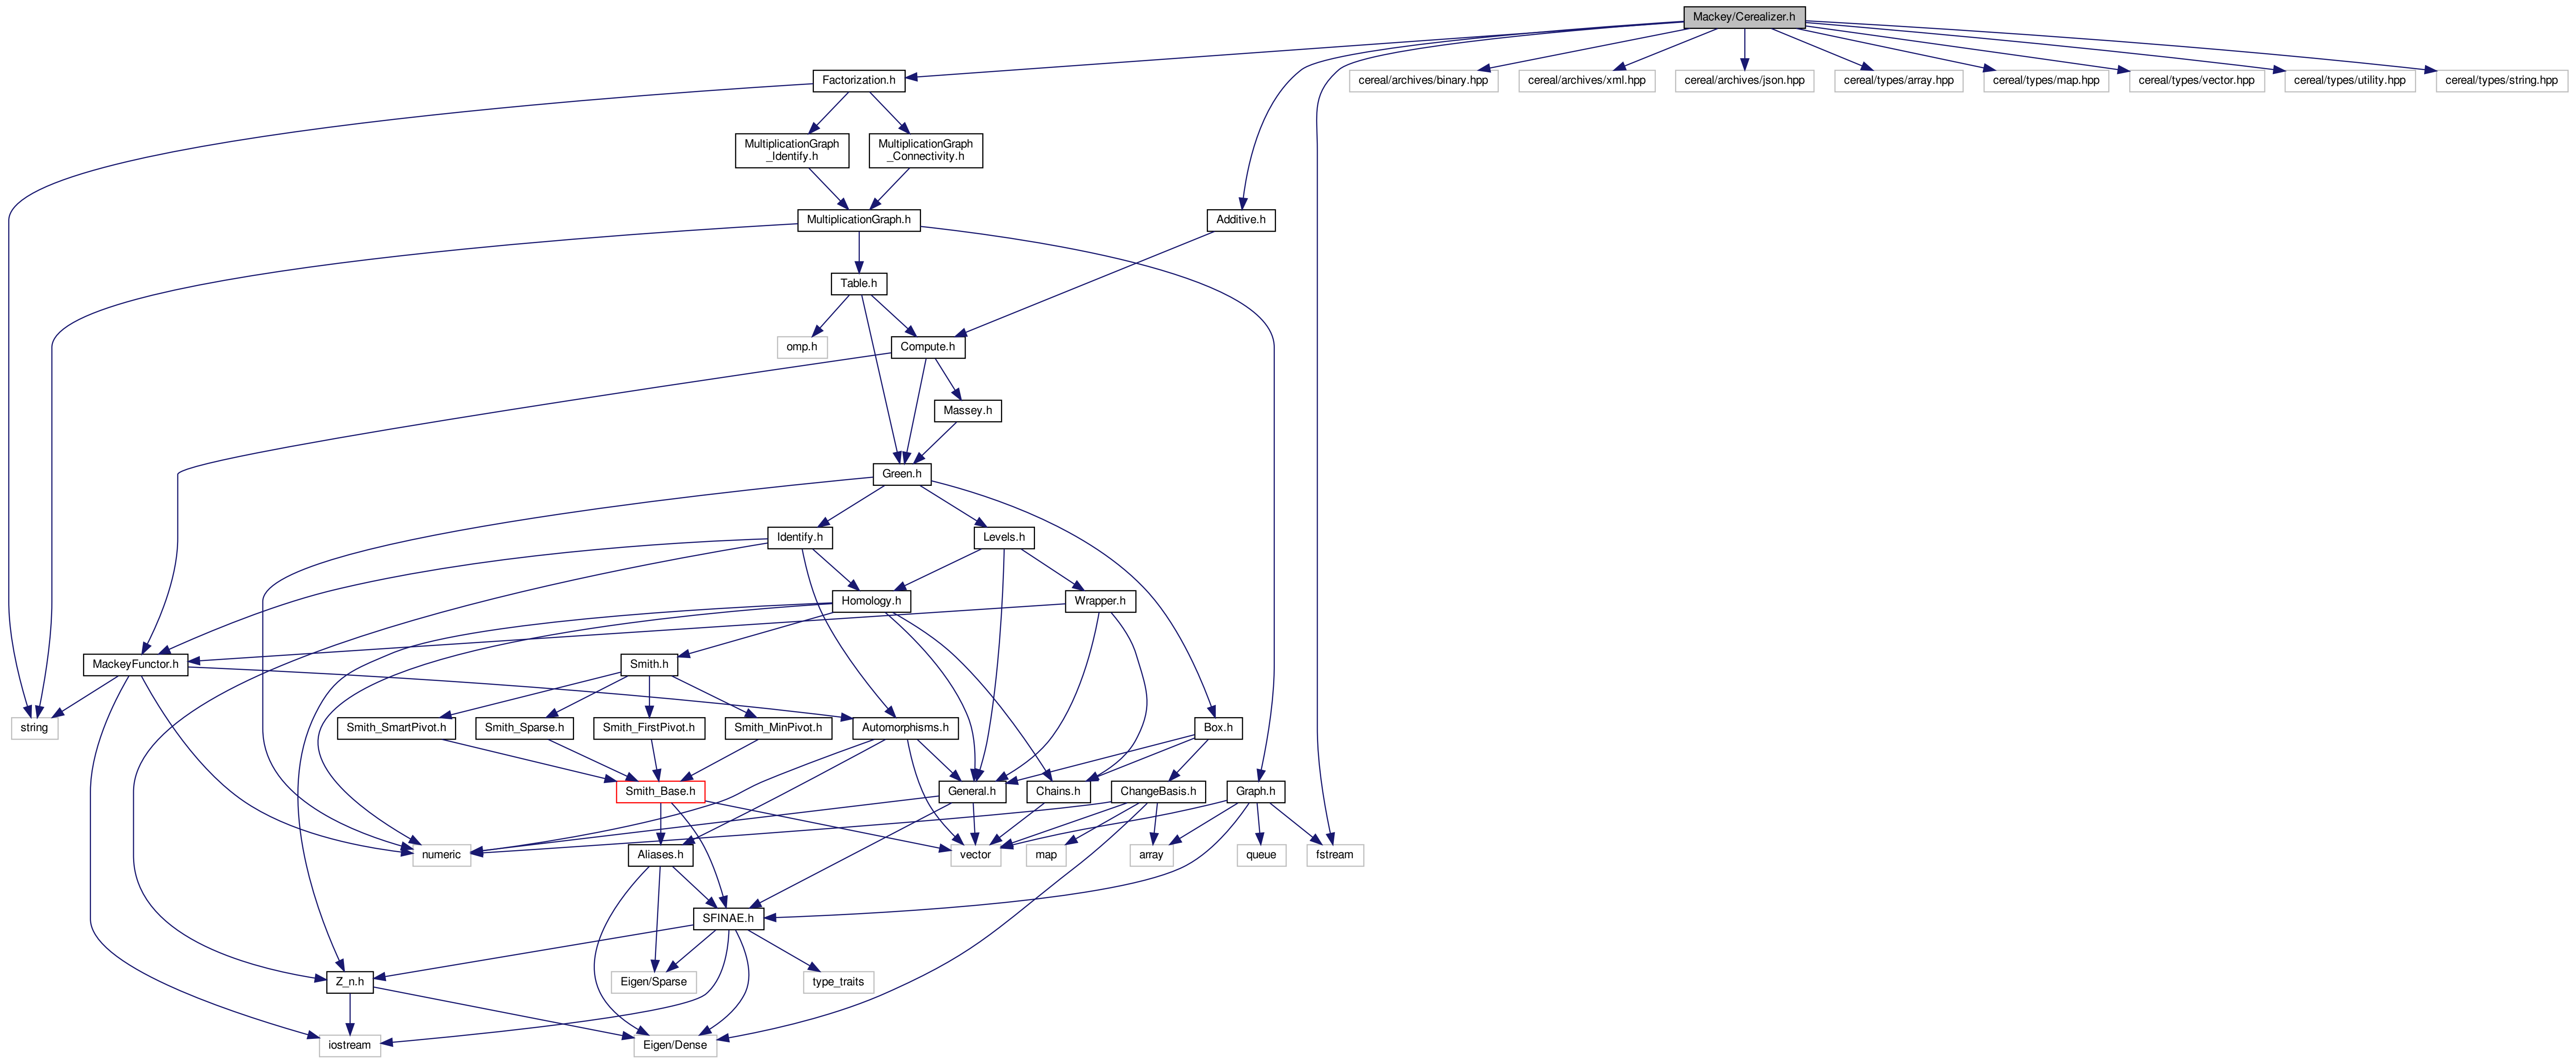 Mackey/Cerealizer.h
Factorization.h
cereal/archives/binary.hpp
cereal/archives/xml.hpp
cereal/archives/json.hpp
cereal/types/array.hpp
cereal/types/map.hpp
cereal/types/vector.hpp
cereal/types/utility.hpp
cereal/types/string.hpp
MultiplicationGraph
_Identify.h
MultiplicationGraph
_Connectivity.h
MultiplicationGraph.h
Additive.h
Table.h
omp.h
Compute.h
Massey.h
Green.h
Identify.h
Levels.h
Homology.h
Wrapper.h
MackeyFunctor.h
Smith.h
string
Smith_SmartPivot.h
Smith_Sparse.h
Smith_FirstPivot.h
Smith_MinPivot.h
Automorphisms.h
Box.h
Smith_Base.h
General.h
Chains.h
ChangeBasis.h
Graph.h
numeric
Aliases.h
vector
map
array
queue
fstream
SFINAE.h
Z_n.h
Eigen/Sparse
type_traits
iostream
Eigen/Dense